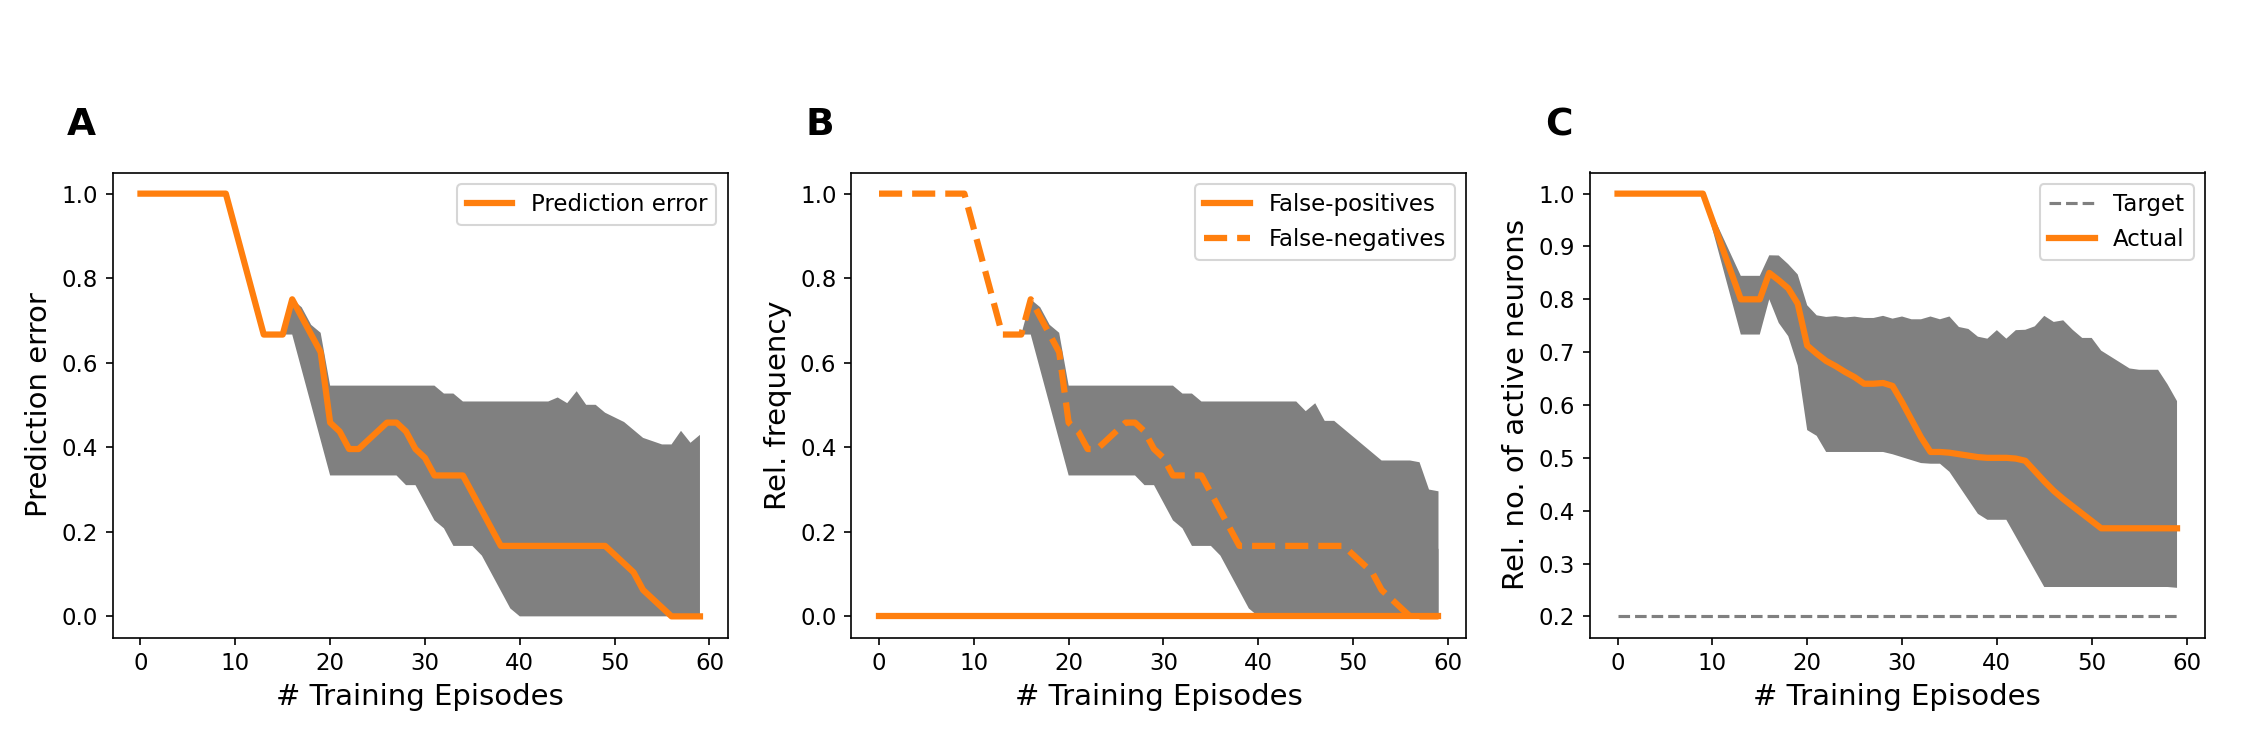 A
B
C
Prediction error
1.0
0.8
0.6
0.4
0.2
0.0
Prediction error
0 10 20 30 40 50 60
# Training Episodes
Rel. frequency
1.0
0.8
0.6
0.4
0.2
0.0
False-positives
False-negatives
0 10 20 30 40 50 60
# Training Episodes
Rel. no. of active neurons
1.0
0.9
0.8
0.7
0.6
0.5
0.4
0.3
0.2
Target
Actual
0 10 20 30 40 50 60
# Training Episodes